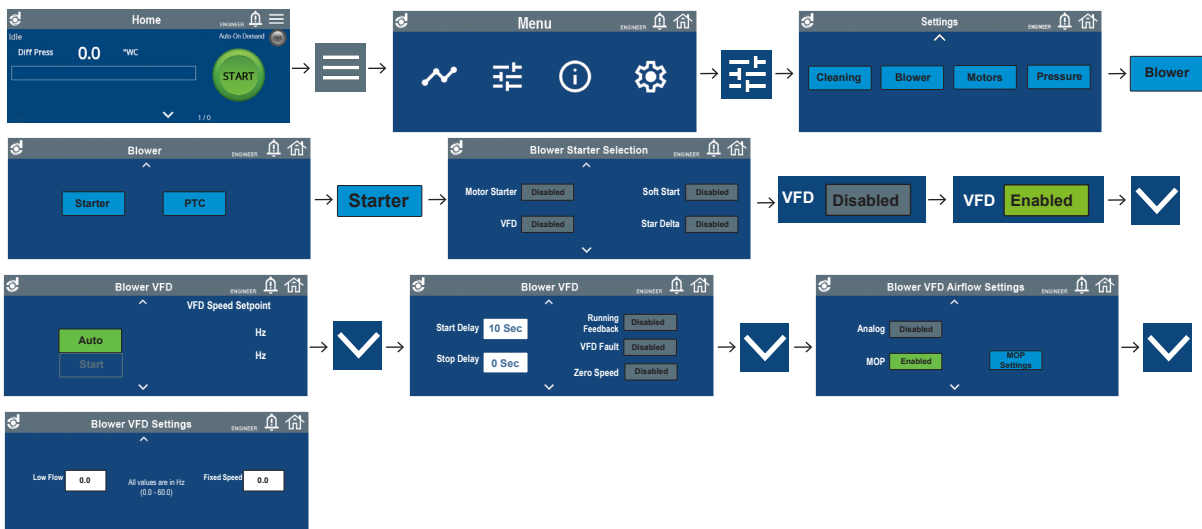 Home
ENGINEER
Idle
Auto-On Demand
Diff Press 0.0 "WC
START
1 / 0
Menu
ENGINEER
Settings
ENGINEER
Cleaning Blower Motors Pressure
Blower
Blower
ENGINEER
Starter PTC
Starter
Blower Starter Selection
ENGINEER
Motor Starter Disabled Soft Start Disabled
VFD Disabled Star Delta Disabled
VFD Disabled
VFD Enabled
Blower VFD
ENGINEER
VFD Speed Setpoint
Hz
Auto
Hz
Start
Blower VFD
ENGINEER
Start Delay 10 Sec
Running
Feedback Disabled
VFD Fault Disabled
Stop Delay 0 Sec
Zero Speed Disabled
Blower VFD Airflow Settings
ENGINEER
Analog Disabled
MOP Enabled
MOP
Settings
Blower VFD Settings
ENGINEER
Low Flow 0.0
All values are in Hz
(0.0 - 60.0)
Fixed Speed 0.0